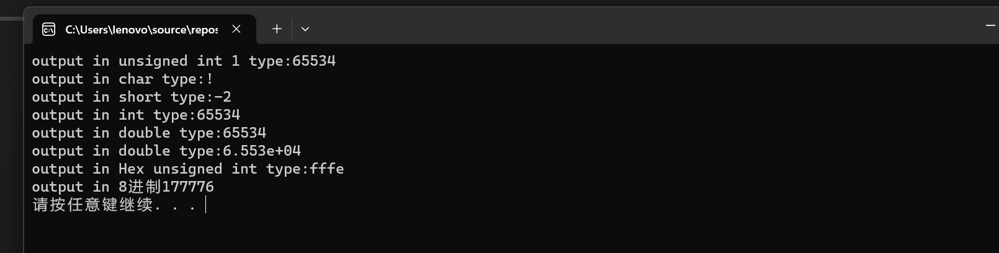 C:\Users\lenovo\source\repos
output in unsigned int 1 type:65534
output in char type:!
output in short type:-2
output in int type:65534
output in double type:65534
output in double type:6.553e+04
output in Hex unsigned int type:fffe
output in 8进制177776
请按任意键继续. . .